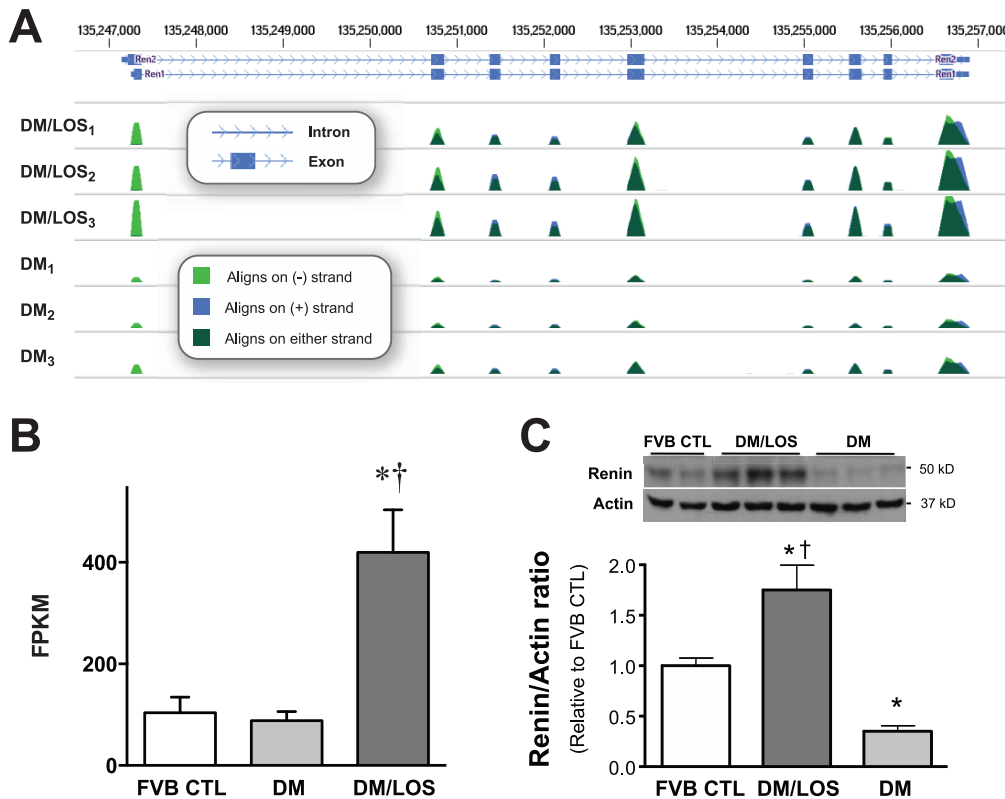 A
135,247,000 135,248,000 135,249,000 135,250,000 135,251,000 135,252,000 135,253,000 135,254,000 135,255,000 135,256,000 135,257,000
Ren2 Ren2
Ren1 Ren1
DM/LOS1
DM/LOS2
DM/LOS3
DM1
DM2
DM3
Intron
Exon
Aligns on (-) strand
Aligns on (+) strand
Aligns on either strand
B
FPKM
400
200
0
*†
FVB CTL DM DM/LOS
C
FVB CTL DM/LOS DM
Renin 50 kD
Actin 37 kD
Renin/Actin ratio
(Relative to FVB CTL)
2.0
1.5
1.0
0.5
0.0
*†
*
FVB CTL DM/LOS DM